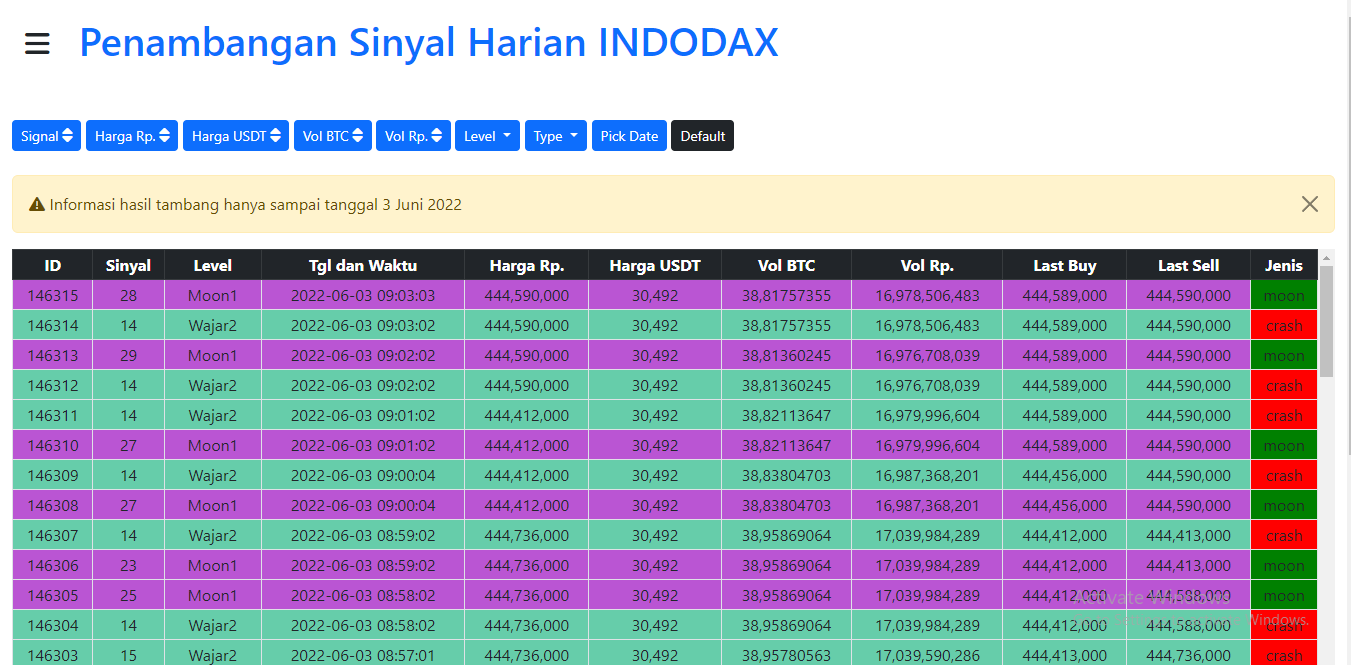 Penambangan Sinyal Harian INDODAX
Signal Harga Rp. Harga USDT Vol BTC Vol Rp. Level Type Pick Date Default
Informasi hasil tambang hanya sampai tanggal 3 Juni 2022
ID Sinyal Level Tgl dan Waktu Harga Rp. Harga USDT Vol BTC Vol Rp. Last Buy Last Sell Jenis
146315 28 Moon1 2022-06-03 09:03:03 444,590,000 30,492 38,81757355 16,978,506,483 444,589,000 444,590,000 moon
146314 14 Wajar2 2022-06-03 09:03:02 444,590,000 30,492 38,81757355 16,978,506,483 444,589,000 444,590,000 crash
146313 29 Moon1 2022-06-03 09:02:02 444,590,000 30,492 38,81360245 16,976,708,039 444,589,000 444,590,000 moon
146312 14 Wajar2 2022-06-03 09:02:02 444,590,000 30,492 38,81360245 16,976,708,039 444,589,000 444,590,000 crash
146311 14 Wajar2 2022-06-03 09:01:02 444,412,000 30,492 38,82113647 16,979,996,604 444,589,000 444,590,000 crash
146310 27 Moon1 2022-06-03 09:01:02 444,412,000 30,492 38,82113647 16,979,996,604 444,589,000 444,590,000 moon
146309 14 Wajar2 2022-06-03 09:00:04 444,412,000 30,492 38,83804703 16,987,368,201 444,456,000 444,590,000 crash
146308 27 Moon1 2022-06-03 09:00:04 444,412,000 30,492 38,83804703 16,987,368,201 444,456,000 444,590,000 moon
146307 14 Wajar2 2022-06-03 08:59:02 444,736,000 30,492 38,95869064 17,039,984,289 444,412,000 444,413,000 crash
146306 23 Moon1 2022-06-03 08:59:02 444,736,000 30,492 38,95869064 17,039,984,289 444,412,000 444,413,000 moon
146305 25 Moon1 2022-06-03 08:58:02 444,736,000 30,492 38,95869064 17,039,984,289 444,412,000 444,588,000 moon
Activate Windows
146304 14 Wajar2 2022-06-03 08:58:02 444,736,000 30,492 38,95869064 17,039,984,289 444,412,000 444,588,000 crash
Windows.
146303 15 Wajar2 2022-06-03 08:57:01 444,736,000 30,492 38,95780563 17,039,590,286 444,413,000 444,736,000 crash